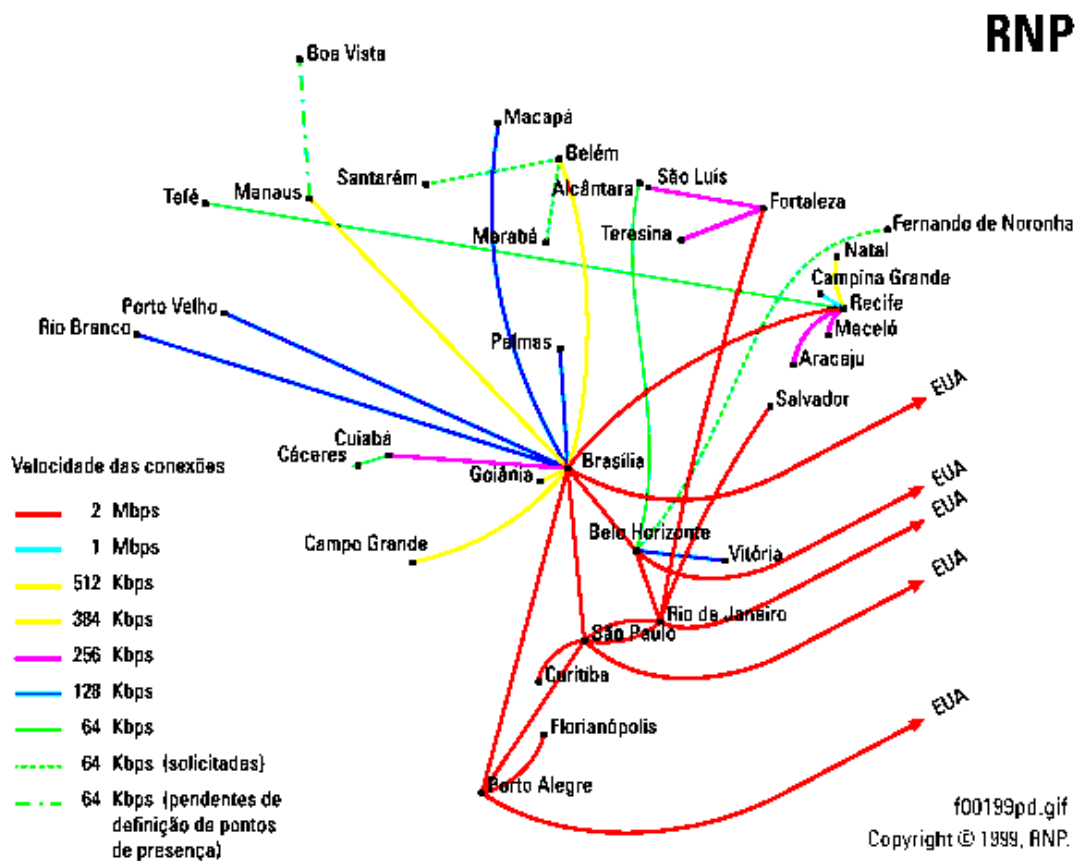 RNP
Boa Vista
Macapá
Belém
Santarém
São Luís
Alcântara
Manaus
Tefé
Fortaleza
Marabá
Teresina
Fernando de Noronha
Natal
Campina Grande
Porto Velho
Recife
Rio Branco
Maceió
Palmas
Aracaju
EUA
Salvador
Cuiabá
Cáceres
Brasília
Goiânia
EUA
EUA
Velocidade das conexões
2 Mbps
1 Mbps
512 Kbps
384 Kbps
256 Kbps
128 Kbps
64 Kbps
64 Kbps (solicitadas)
64 Kbps (pendentes de
definição de pontos
de presença)
Campo Grande
Belo Horizonte
Vitória
EUA
Rio de Janeiro
São Paulo
Curitiba
EUA
Florianópolis
Porto Alegre
f00199pd.gif
Copyright © 1999, RNP.